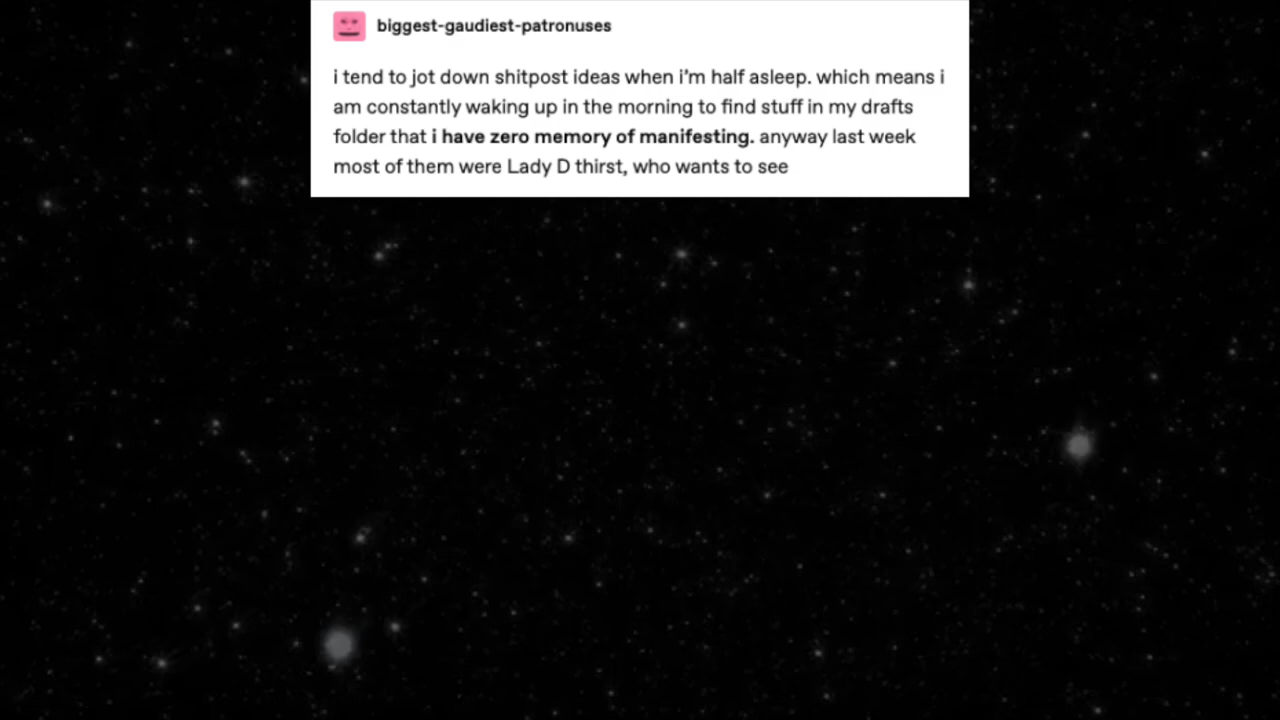 biggest-gaudiest-patronuses
i tend to jot down shitpost ideas when i’m half asleep. which means i
am constantly waking up in the morning to find stuff in my drafts
folder that i have zero memory of manifesting. anyway last week
most of them were Lady D thirst, who wants to see